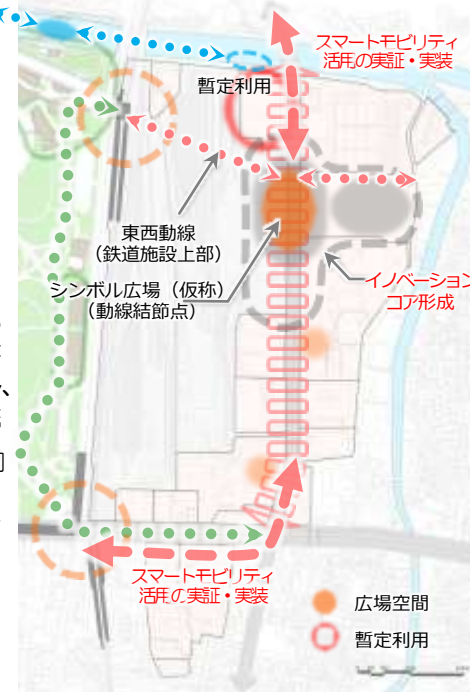 スマートモビリティ
活用の実証・実装
暫定利用
東西動線
（鉄道施設上部）
シンボル広場（仮称）
（動線結節点）
イノベーション
コア形成
スマートモビリティ
活用の実証・実装
広場空間
暫定利用